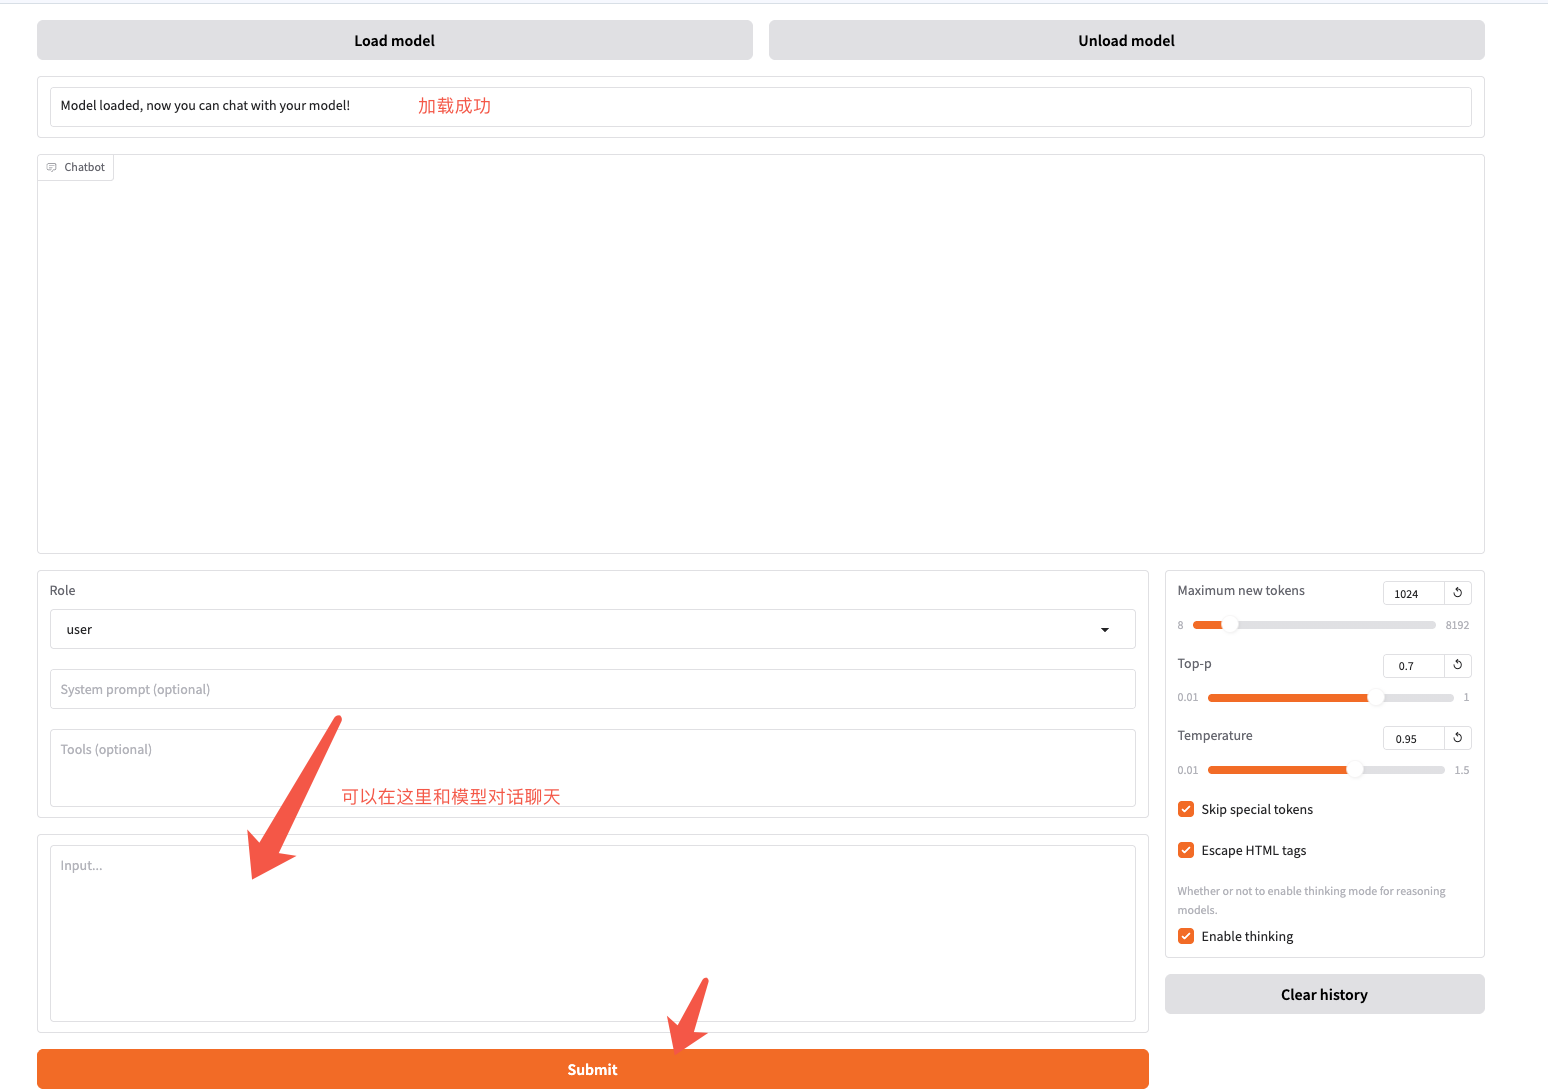 Load model
Unload model
Model loaded, now you can chat with your model!
加载成功
Chatbot
Role
user
System prompt (optional)
Tools (optional)
可以在这里和模型对话聊天
Input...
Submit
Maximum new tokens
1024
8
8192
Top-p
0.7
0.01
1
Temperature
0.95
0.01
1.5
Skip special tokens
Escape HTML tags
Whether or not to enable thinking mode for reasoning
models.
Enable thinking
Clear history